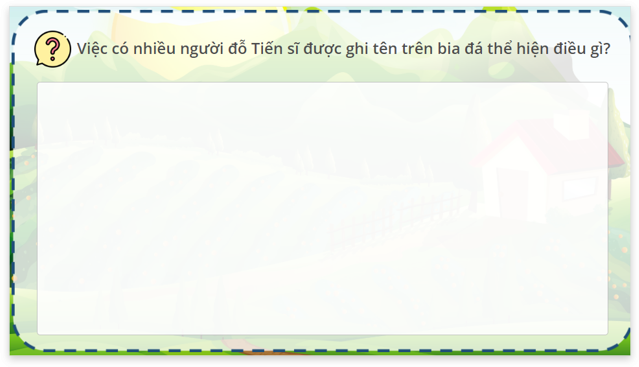 Việc có nhiều người đỗ Tiến sĩ được ghi tên trên bia đá thể hiện điều gì?